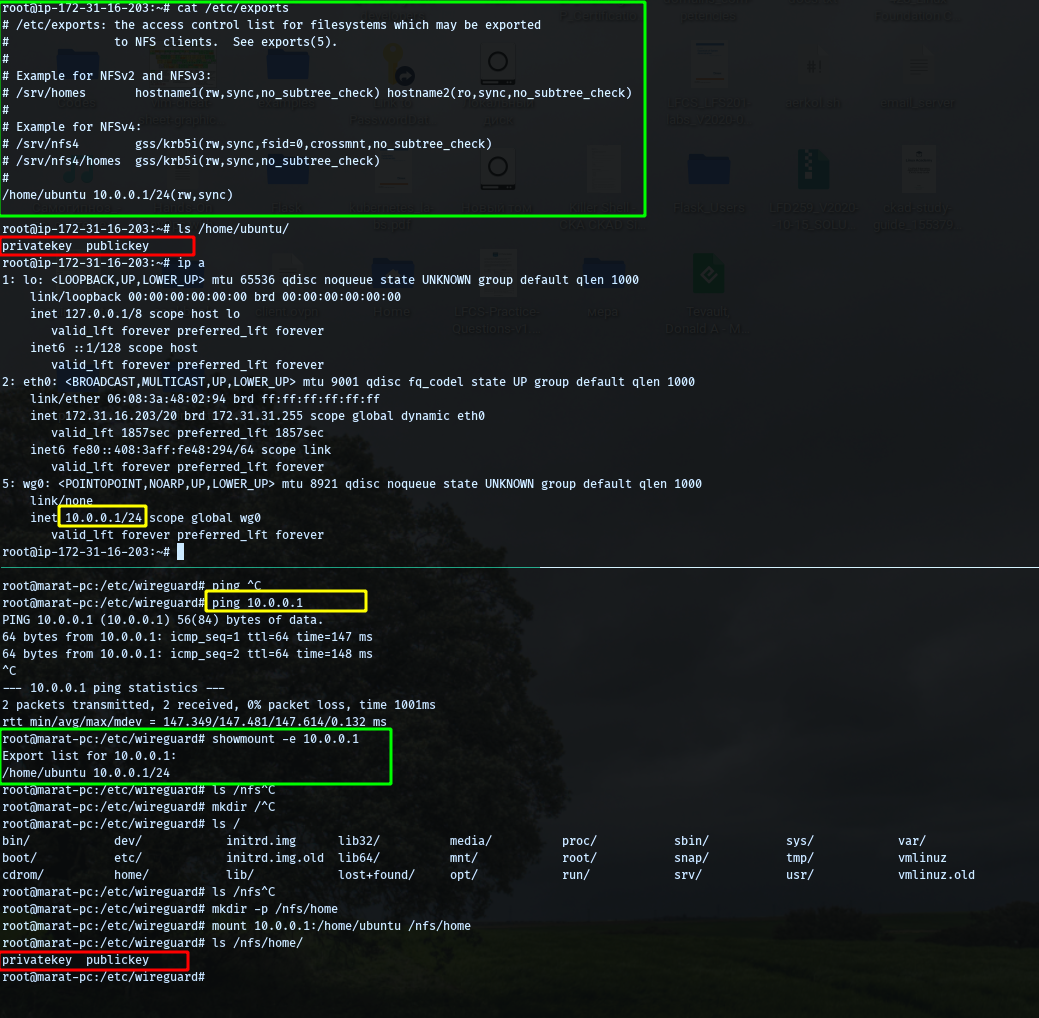 root@ip-172-31-16-203:~# cat /etc/exports
# /etc/exports: the access control list for filesystems which may be exported
#               to NFS clients.  See exports(5).
#
# Example for NFSv2 and NFSv3:
# /srv/homes       hostname1(rw,sync,no_subtree_check) hostname2(ro,sync,no_subtree_check)
#
# Example for NFSv4:
# /srv/nfs4        gss/krb5i(rw,sync,fsid=0,crossmnt,no_subtree_check)
# /srv/nfs4/homes  gss/krb5i(rw,sync,no_subtree_check)
#
/home/ubuntu 10.0.0.1/24(rw,sync)
root@ip-172-31-16-203:~# ls /home/ubuntu/
privatekey  publickey
root@ip-172-31-16-203:~# ip a
1: lo: <LOOPBACK,UP,LOWER_UP> mtu 65536 qdisc noqueue state UNKNOWN group default qlen 1000
    link/loopback 00:00:00:00:00:00 brd 00:00:00:00:00:00
    inet 127.0.0.1/8 scope host lo
       valid_lft forever preferred_lft forever
    inet6 ::1/128 scope host
       valid_lft forever preferred_lft forever
2: eth0: <BROADCAST,MULTICAST,UP,LOWER_UP> mtu 9001 qdisc fq_codel state UP group default qlen 1000
    link/ether 06:08:3a:48:02:94 brd ff:ff:ff:ff:ff:ff
    inet 172.31.16.203/20 brd 172.31.31.255 scope global dynamic eth0
       valid_lft 1857sec preferred_lft 1857sec
    inet6 fe80::408:3aff:fe48:294/64 scope link
       valid_lft forever preferred_lft forever
5: wg0: <POINTOPOINT,NOARP,UP,LOWER_UP> mtu 8921 qdisc noqueue state UNKNOWN group default qlen 1000
    link/none
    inet 10.0.0.1/24 scope global wg0
       valid_lft forever preferred_lft forever
root@ip-172-31-16-203:~#
root@marat-pc:/etc/wireguard# ping ^C
root@marat-pc:/etc/wireguard# ping 10.0.0.1
PING 10.0.0.1 (10.0.0.1) 56(84) bytes of data.
64 bytes from 10.0.0.1: icmp_seq=1 ttl=64 time=147 ms
64 bytes from 10.0.0.1: icmp_seq=2 ttl=64 time=148 ms
^C
--- 10.0.0.1 ping statistics ---
2 packets transmitted, 2 received, 0% packet loss, time 1001ms
rtt min/avg/max/mdev = 147.349/147.481/147.614/0.132 ms
root@marat-pc:/etc/wireguard# showmount -e 10.0.0.1
Export list for 10.0.0.1:
/home/ubuntu 10.0.0.1/24
root@marat-pc:/etc/wireguard# ls /nfs^C
root@marat-pc:/etc/wireguard# mkdir /^C
root@marat-pc:/etc/wireguard# ls /
bin/            dev/            initrd.img      lib32/          media/          proc/           sbin/           sys/            var/
boot/           etc/            initrd.img.old  lib64/          mnt/            root/           snap/           tmp/            vmlinuz
cdrom/          home/           lib/            lost+found/     opt/            run/            srv/            usr/            vmlinuz.old
root@marat-pc:/etc/wireguard# ls /nfs^C
root@marat-pc:/etc/wireguard# mkdir -p /nfs/home
root@marat-pc:/etc/wireguard# mount 10.0.0.1:/home/ubuntu /nfs/home
root@marat-pc:/etc/wireguard# ls /nfs/home/
privatekey  publickey
root@marat-pc:/etc/wireguard#